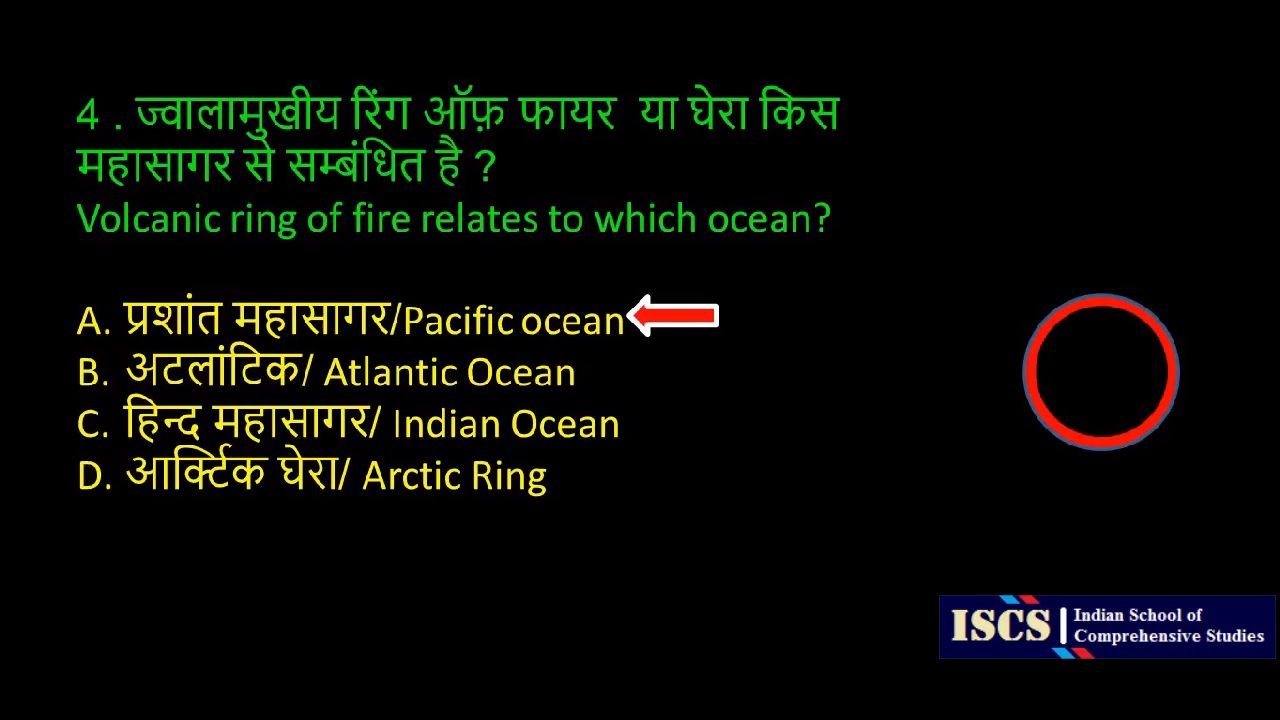 4 . ज्वालामुखीय रिंग ऑफ़ फायर या घेरा किस
महासागर से सम्बंधित है ?
Volcanic ring of fire relates to which ocean?
A. प्रशांत महासागर/Pacific ocean
B. अटलांटिक/ Atlantic Ocean
C. हिन्द महासागर/ Indian Ocean
D. आर्क्टिक घेरा/ Arctic Ring
ISCS
Indian School of
Comprehensive Studies